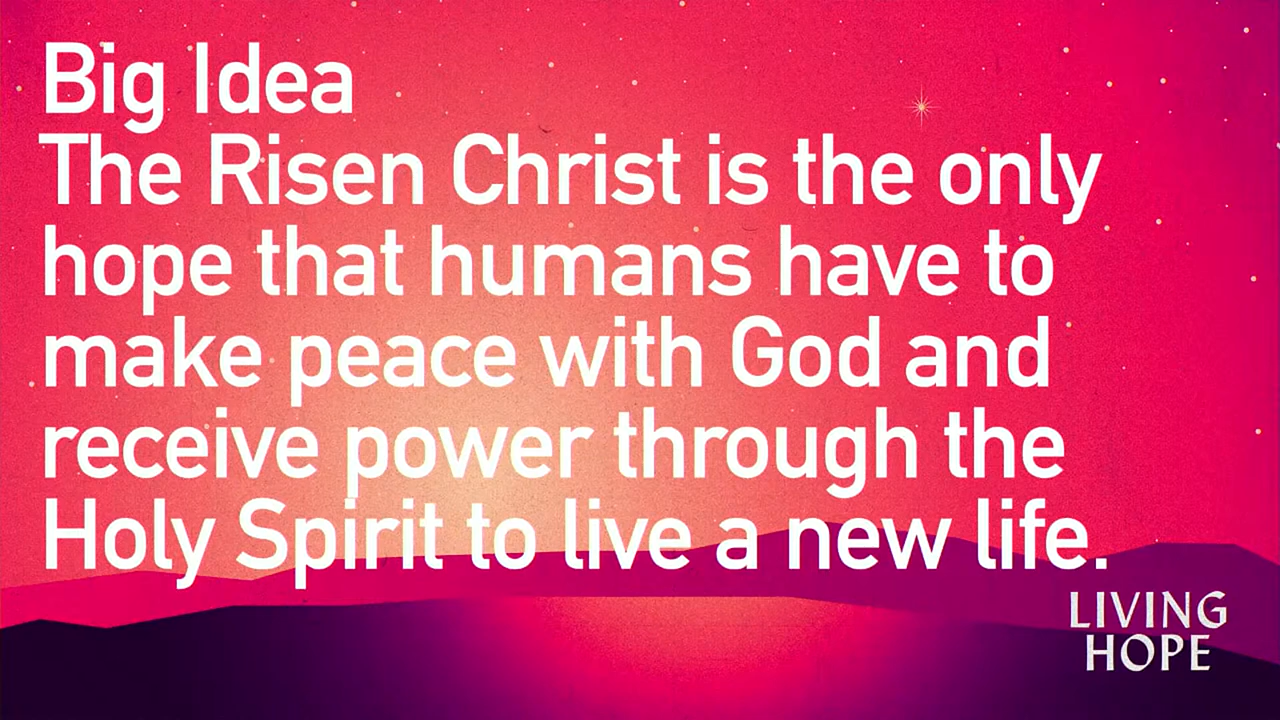 Big Idea
The Risen Christ is the only
hope that humans have to
make peace with God and
receive power through the
Holy Spirit to live a new life.
LIVING
HOPE